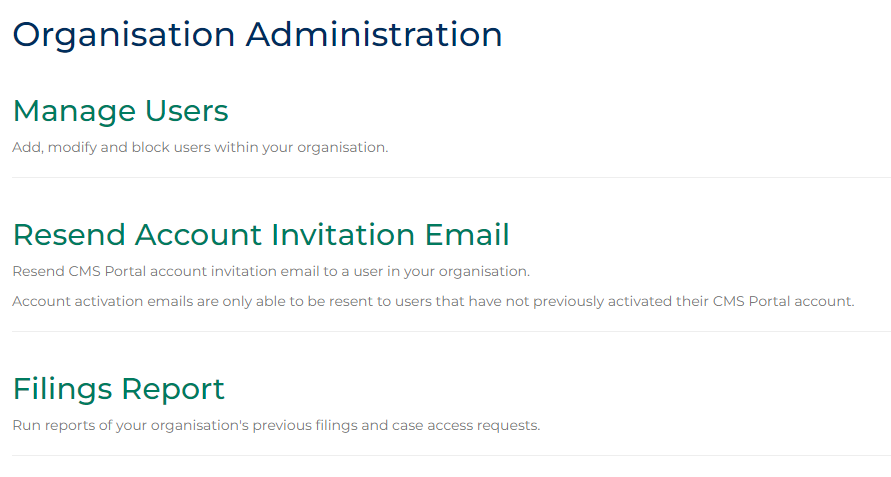 Organisation Administration
Manage Users
Add, modify and block users within your organisation.
Resend Account Invitation Email
Resend CMS Portal account invitation email to a user in your organisation.
Account activation emails are only able to be resent to users that have not previously activated their CMS Portal account.
Filings Report
Run reports of your organisation's previous filings and case access requests.